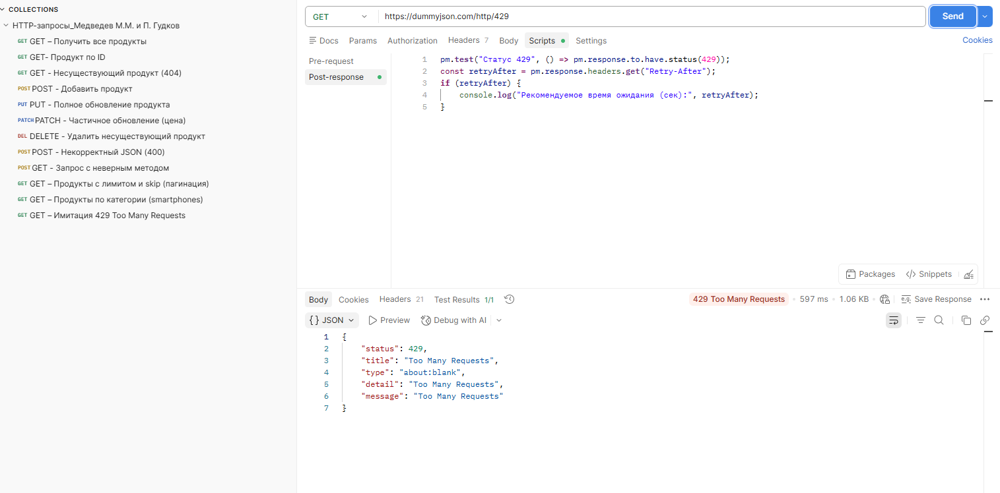 COLLECTIONS
HTTP-запросы_Медведев М.М. и П. Гудков
GET GET – Получить все продукты
GET GET- Продукт по ID
GET GET - Несуществующий продукт (404)
POST POST - Добавить продукт
PUT PUT - Полное обновление продукта
PATCH PATCH - Частичное обновление (цена)
DEL DELETE - Удалить несуществующий продукт
POST POST - Некорректный JSON (400)
POST GET - Запрос с неверным методом
GET GET – Продукты с лимитом и skip (пагинация)
GET GET – Продукты по категории (smartphones)
GET GET – Имитация 429 Too Many Requests
GET https://dummyjson.com/http/429 Send
Docs Params Authorization Headers 7 Body Scripts Settings Cookies
Pre-request
Post-response
1 pm.test("Статус 429", () => pm.response.to.have.status(429));
2 const retryAfter = pm.response.headers.get("Retry-After");
3 if (retryAfter) {
4 console.log("Рекомендуемое время ожидания (сек):", retryAfter);
5 }
Packages </> Snippets
Body Cookies Headers 21 Test Results 1/1 429 Too Many Requests 597 ms 1.06 KB e.g. Save Response
{} JSON Preview Debug with AI
1 {
2 "status": 429,
3 "title": "Too Many Requests",
4 "type": "about:blank",
5 "detail": "Too Many Requests",
6 "message": "Too Many Requests"
7 }